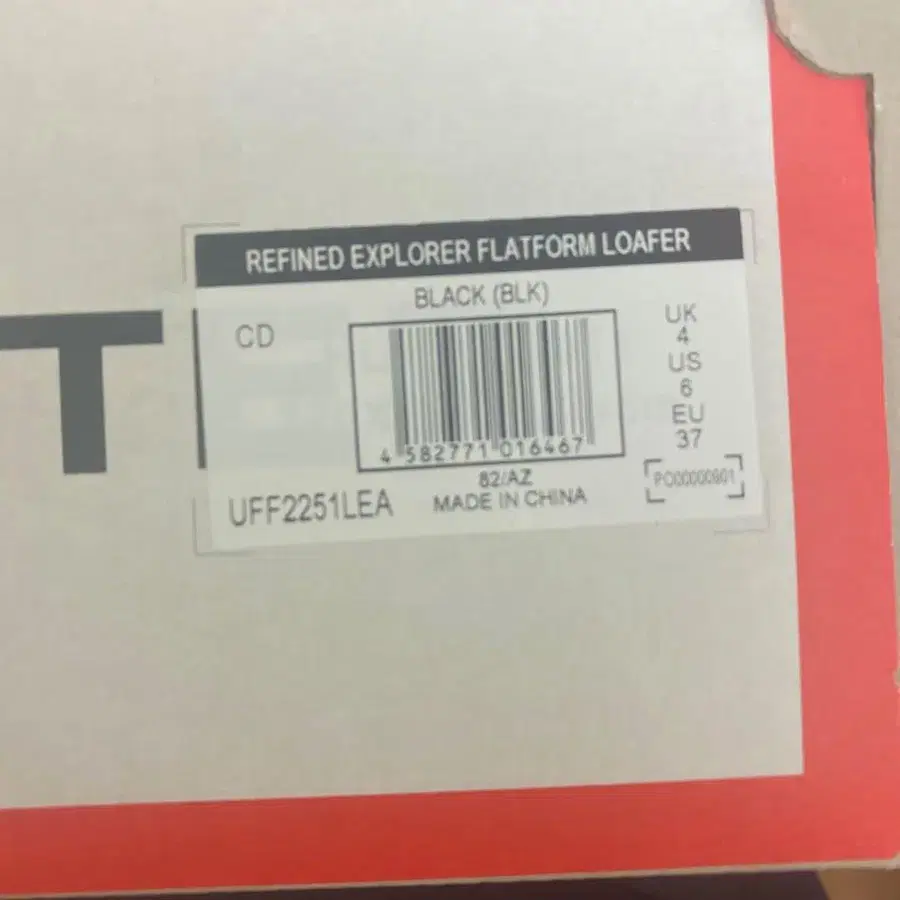 T
REFINED EXPLORER FLATFORM LOAFER
BLACK (BLK)
CD
UK
4
US
6
EU
37
4 582771 016467
82/AZ
MADE IN CHINA
UFF2251LEA
PO00000901